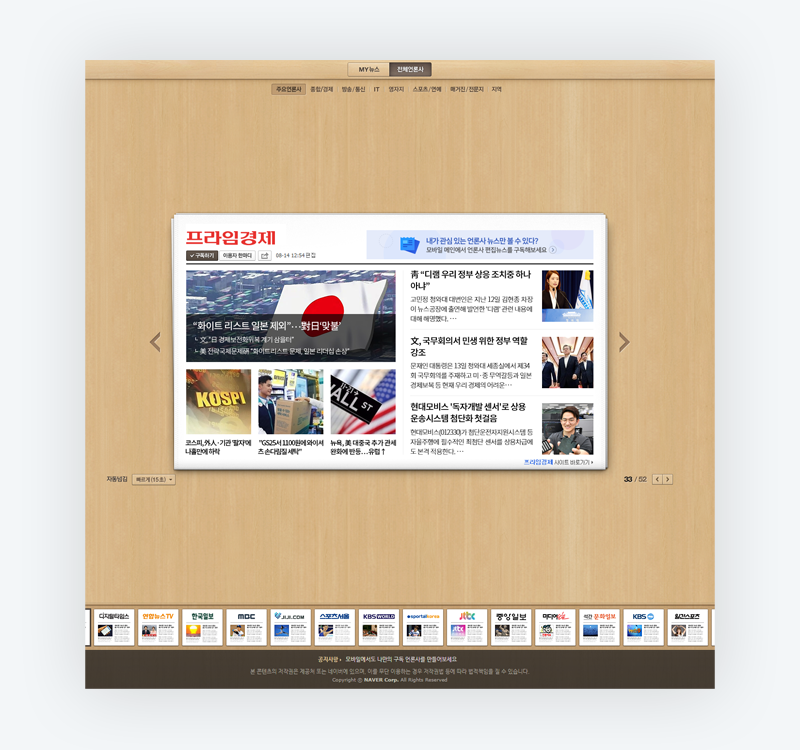 MY뉴스 전체언론사
주요언론사 종합/경제 방송/통신 IT 영자지 스포츠/연예 매거진/전문지 지역
프라임경제
구독하기 이용자 한마디 08-14 12:54 편집
내가 관심 있는 언론사 뉴스만 볼 수 있다?
모바일 메인에서 언론사 편집뉴스를 구독해보세요
“화이트 리스트 일본 제외”…對日'맞불'
ㄴ 文, "日 경제보전화위복 계기 삼을터"
ㄴ 美 전략국제문제硏 "화이트리스트 문제, 일본 리더십 손상"
코스피, 外人·기관 '팔자'에
나흘만에 하락
"GS25서 1100원에 와이셔
츠 손다림질 세탁"
뉴욕, 美 대중국 추가 관세
완화에 반등…유럽↑
靑 “디램 우리 정부 상응 조치중 하나
아냐”
고민정 청와대 대변인은 지난 12일 김현종 차장
이 뉴스공장에 출연해 발언한 '디램' 관련 내용에
대해 해명했다. …
文, 국무회의서 민생 위한 정부 역할
강조
문재인 대통령은 13일 청와대 세종실에서 제34
회 국무회의를 주재하고 미·중 무역갈등과 일본
경제보복 등 현재 우리 경제의 어려운…
현대모비스 '독자개발 센서'로 상용
운송시스템 첨단화 첫걸음
현대모비스(012330)가 첨단운전자지원시스템 등
자율주행에 필수적인 최첨단 센서를 상용차급에
도 본격 적용한다. …
프라임경제 사이트 바로가기
자동넘김 빠르게 (15초)
33 / 52
디지털타임스 연합뉴스TV 한국일보 MBC JIJI.COM 스포츠서울 KBS WORLD sportalkorea jtbc 중앙일보 미디어오늘 석간 문화일보 KBS 일간스포츠
공지사항 모바일에서도 나만의 구독 언론사를 만들어보세요
본 콘텐츠의 저작권은 제공처 또는 네이버에 있으며, 이를 무단 이용하는 경우 저작권법 등에 따라 법적책임을 질 수 있습니다.
Copyright © NAVER Corp. All Rights Reserved